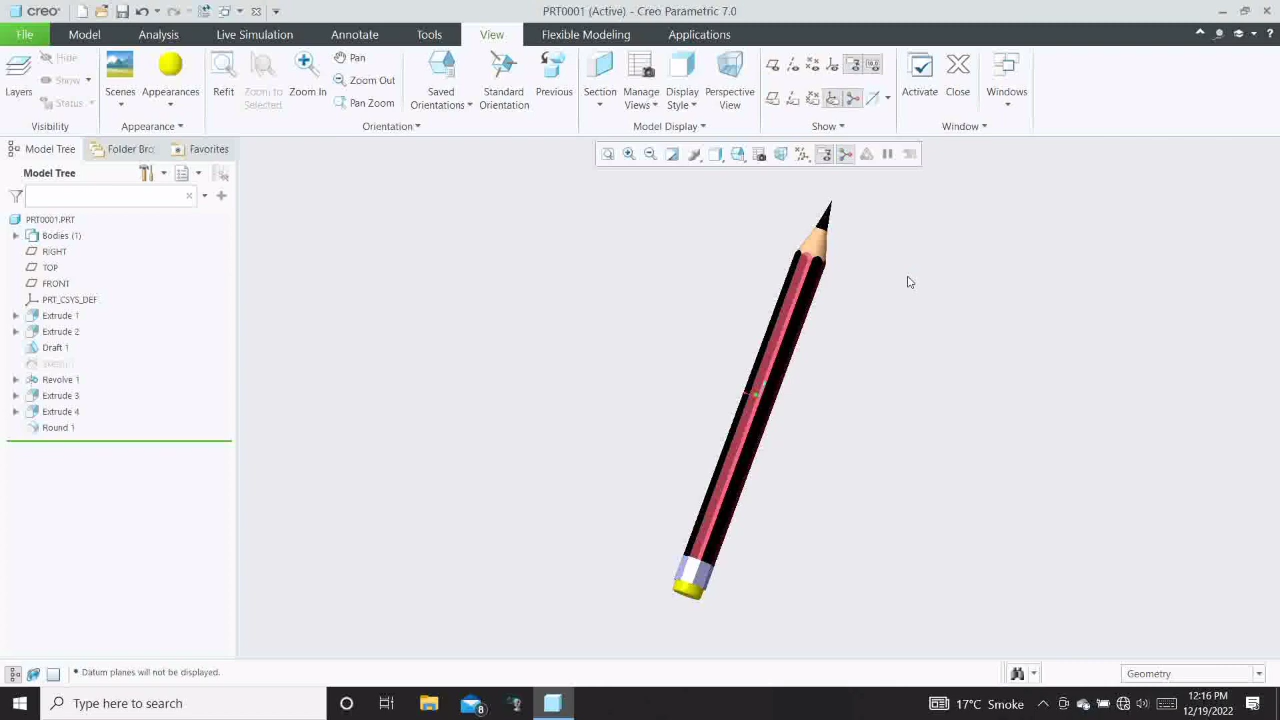 creo
PRT0001 (Active) - Creo Parametric 7.0
File Model Analysis Live Simulation Annotate Tools View Flexible Modeling Applications
Layers
Hide
Show
Status
Visibility
Scenes
Appearances
Appearance
Refit
Zoom to Selected
Zoom In
Pan
Zoom Out
Pan Zoom
Saved Orientations
Standard Orientation
Previous
Orientation
Section
Manage Views
Display Style
Perspective View
Model Display
Show
Activate
Close
Windows
Window
Model Tree Folder Bro Favorites
Model Tree
PRT0001.PRT
Bodies (1)
RIGHT
TOP
FRONT
PRT_CSYS_DEF
Extrude 1
Extrude 2
Draft 1
Revolve 1
Extrude 3
Extrude 4
Round 1
• Datum planes will not be displayed.
Geometry
Type here to search
8
17°C Smoke
12:16 PM
12/19/2022